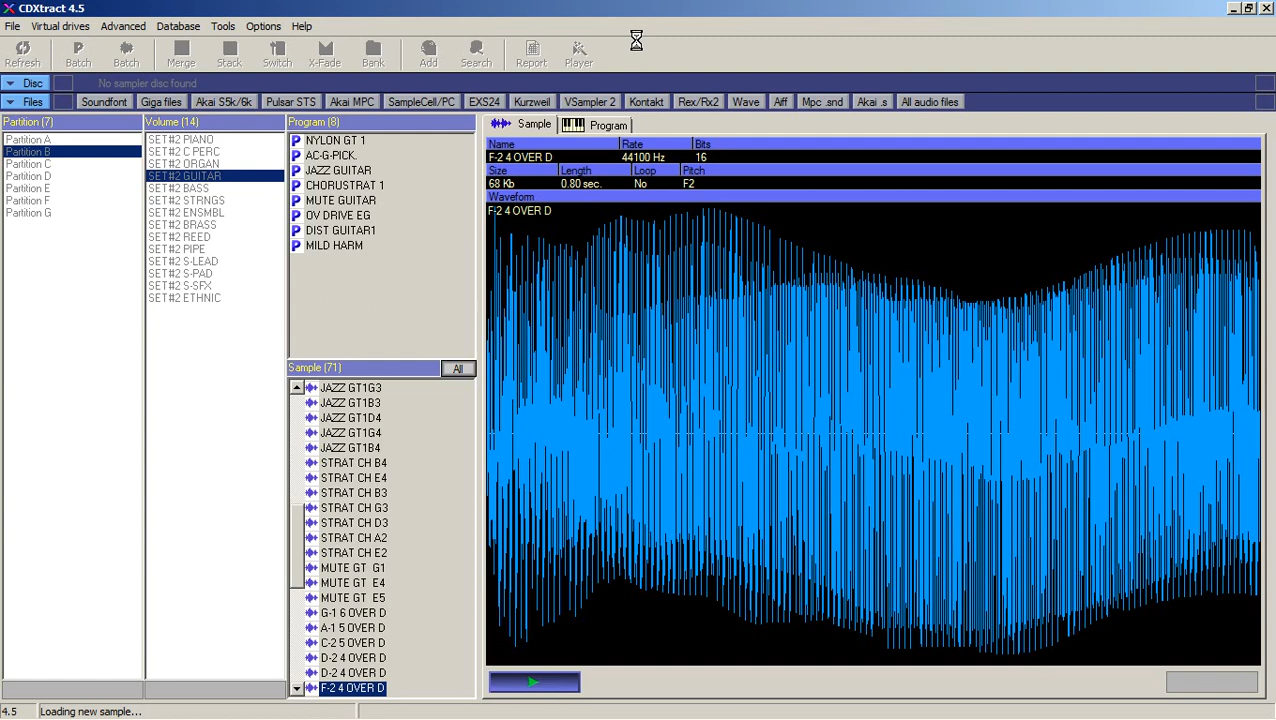 CDXtract 4.5
File Virtual drives Advanced Database Tools Options Help
Refresh Batch Batch Merge Stack Switch X-Fade Bank Add Search Report Player
Disc No sampler disc found
Files Soundfont Giga files Akai S5k/6k Pulsar STS Akai MPC SampleCell/PC EXS24 Kurzweil VSampler 2 Kontakt Rex/Rx2 Wave Aiff Mpc .snd Akai .s All audio files
Partition (7)
Partition A
Partition B
Partition C
Partition D
Partition E
Partition F
Partition G
Volume (14)
SET#2 PIANO
SET#2 C PERC
SET#2 ORGAN
SET#2 GUITAR
SET#2 BASS
SET#2 STRNGS
SET#2 ENSMBL
SET#2 BRASS
SET#2 REED
SET#2 PIPE
SET#2 S-LEAD
SET#2 S-PAD
SET#2 S-SFX
SET#2 ETHNIC
Program (8)
P NYLON GT 1
P AC-G-PICK.
P JAZZ GUITAR
P CHORUSTRAT 1
P MUTE GUITAR
P OV DRIVE EG
P DIST GUITAR1
P MILD HARM
Sample (71) All
JAZZ GT1G3
JAZZ GT1B3
JAZZ GT1D4
JAZZ GT1G4
JAZZ GT1B4
STRAT CH B4
STRAT CH E4
STRAT CH B3
STRAT CH G3
STRAT CH D3
STRAT CH A2
STRAT CH E2
MUTE GT G1
MUTE GT E4
MUTE GT E5
G-1 6 OVER D
A-1 5 OVER D
C-2 5 OVER D
D-2 4 OVER D
D-2 4 OVER D
F-2 4 OVER D
Sample Program
Name Rate Bits
F-2 4 OVER D 44100 Hz 16
Size Length Loop Pitch
68 Kb 0.80 sec. No F2
Waveform
F-2 4 OVER D
4.5 Loading new sample...